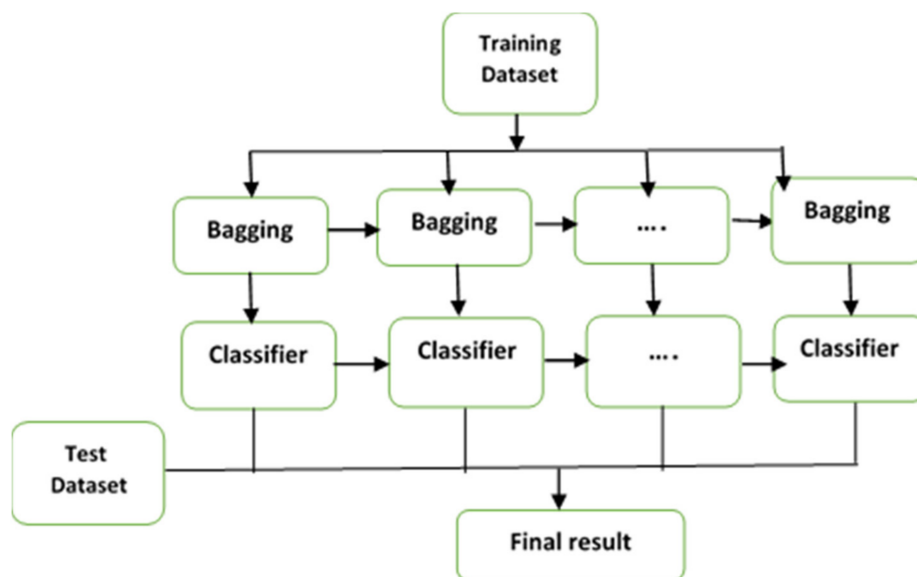 Training
Dataset
Bagging
Bagging
....
Bagging
Classifier
Classifier
....
Classifier
Test
Dataset
Final result